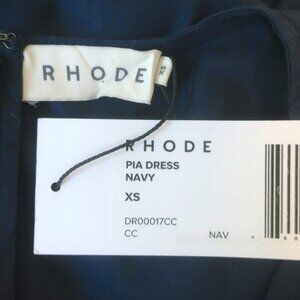 RHODE
XS
RHODE
PIA DRESS
NAVY
XS
DR00017CC
CC NAV